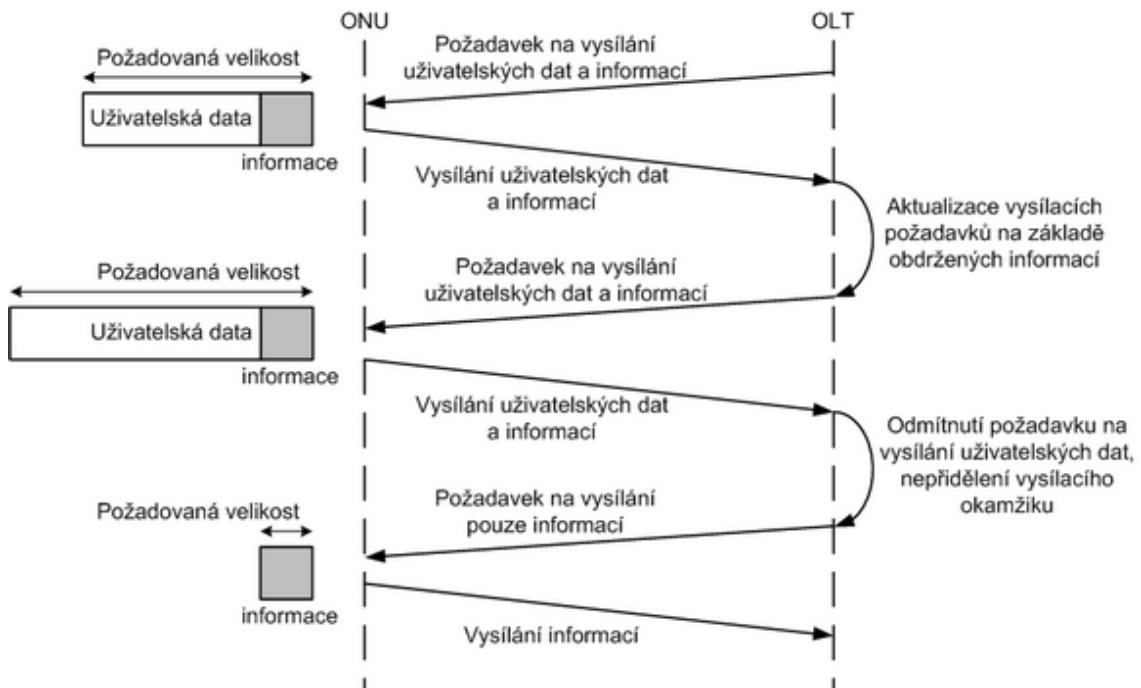 ONU
OLT
Požadovaná velikost
Uživatelská data
informace
Požadavek na vysílání
uživatelských dat a informací
Vysílání uživatelských dat
a informací
Aktualizace vysílacích
požadavků na základě
obdržených informací
Požadovaná velikost
Uživatelská data
informace
Požadavek na vysílání
uživatelských dat a informací
Vysílání uživatelských dat
a informací
Odmítnutí požadavku na
vysílání uživatelských dat,
nepřidělení vysílacího
okamžiku
Požadovaná velikost
informace
Požadavek na vysílání
pouze informací
Vysílání informací